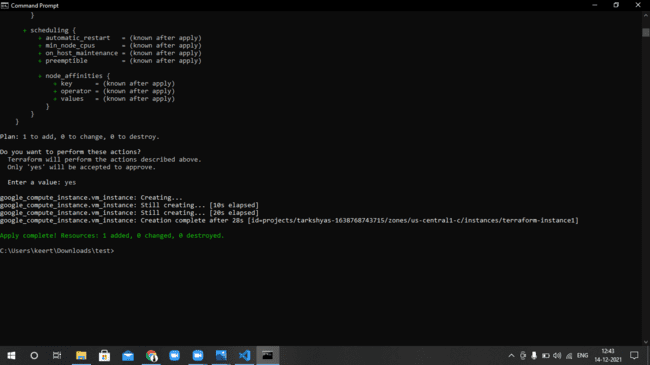 Command Prompt
}
+ scheduling {
+ automatic_restart = (known after apply)
+ min_node_cpus = (known after apply)
+ on_host_maintenance = (known after apply)
+ preemptible = (known after apply)
+ node_affinities {
+ key = (known after apply)
+ operator = (known after apply)
+ values = (known after apply)
}
}
}
Plan: 1 to add, 0 to change, 0 to destroy.
Do you want to perform these actions?
Terraform will perform the actions described above.
Only 'yes' will be accepted to approve.
Enter a value: yes
google_compute_instance.vm_instance: Creating...
google_compute_instance.vm_instance: Still creating... [10s elapsed]
google_compute_instance.vm_instance: Still creating... [20s elapsed]
google_compute_instance.vm_instance: Creation complete after 28s [id=projects/tarkshyas-1638768743715/zones/us-central1-c/instances/terraform-instance1]
Apply complete! Resources: 1 added, 0 changed, 0 destroyed.
C:\Users\keert\Downloads\test>
ENG
12:43
14-12-2021